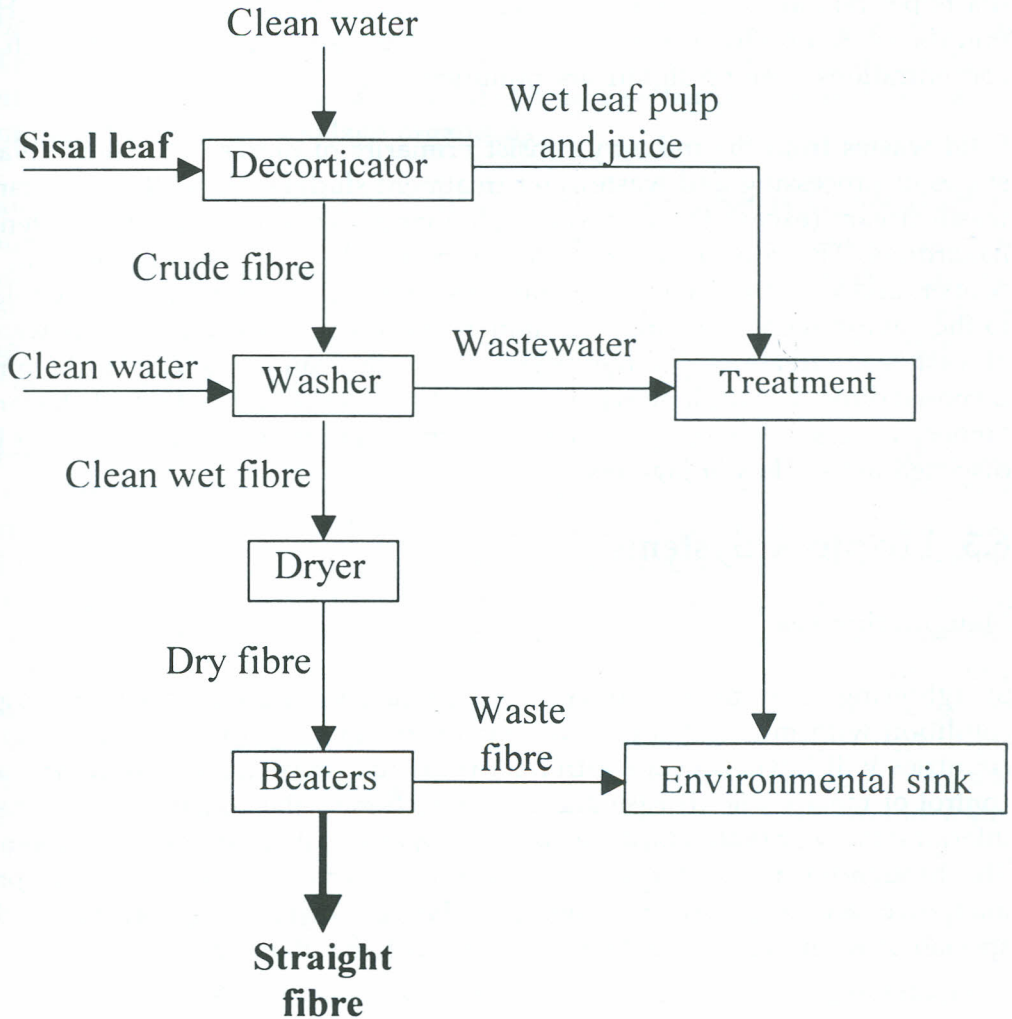 Clean water
Wet leaf pulp
and juice
Sisal leaf
Decorticator
Crude fibre
Clean water
Washer
Wastewater
Treatment
Clean wet fibre
Dryer
Dry fibre
Waste
fibre
Beaters
Environmental sink
Straight
fibre